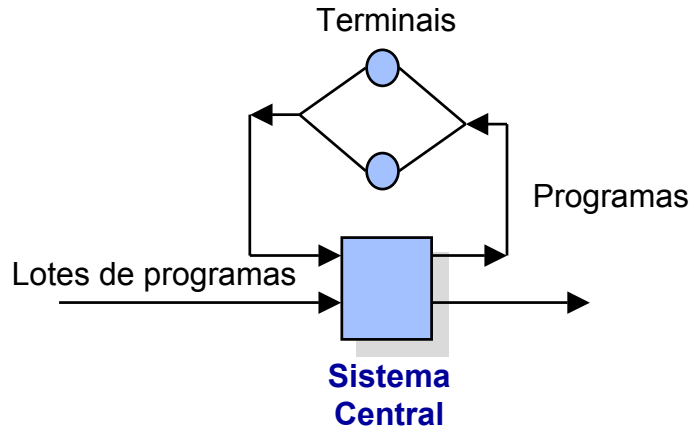 Terminais
Programas
Lotes de programas
Sistema
Central